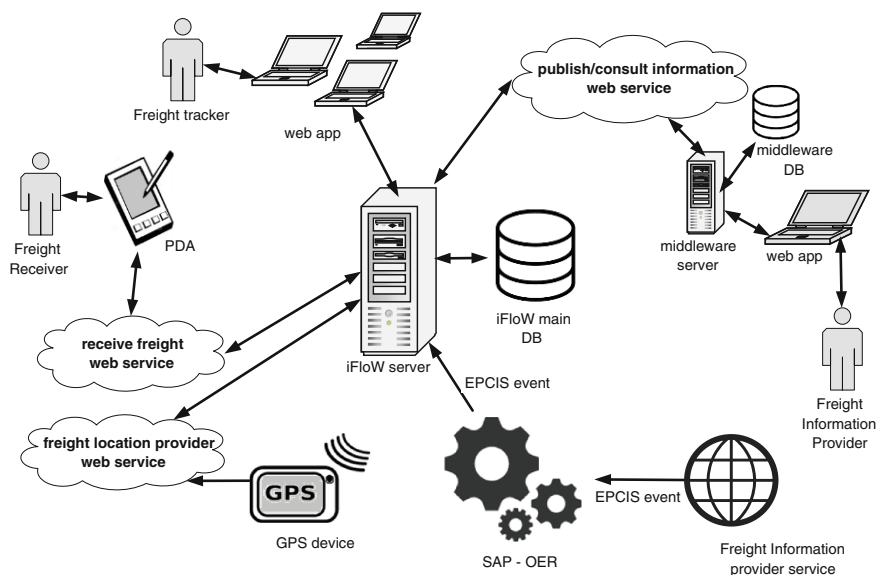 Freight tracker
web app
publish/consult information
web service
middleware
DB
middleware
server
web app
Freight
Receiver
PDA
iFloW main
DB
receive freight
web service
iFloW server
EPCIS event
Freight
Information
Provider
freight location provider
web service
GPS
GPS device
SAP - OER
EPCIS event
Freight Information
provider service